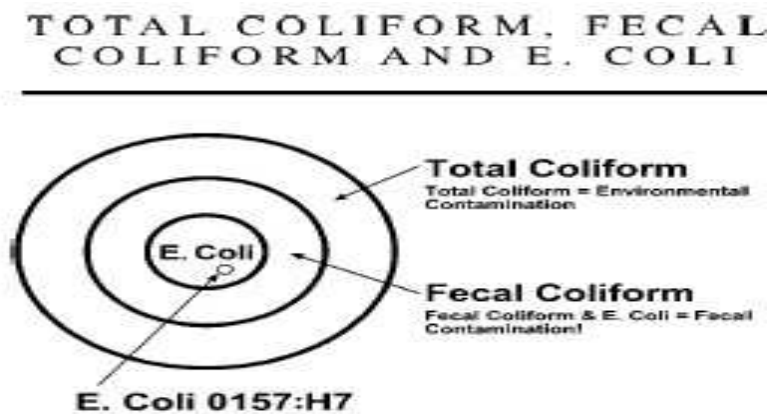 TOTAL COLIFORM, FECAL
COLIFORM AND E. COLI
Total Coliform
Total Coliform = Environmentall
Contamination
E. Coli
Fecal Coliform
Fecal Coliform & E. Coli = Fecal
Contamination!
E. Coli 0157:H7